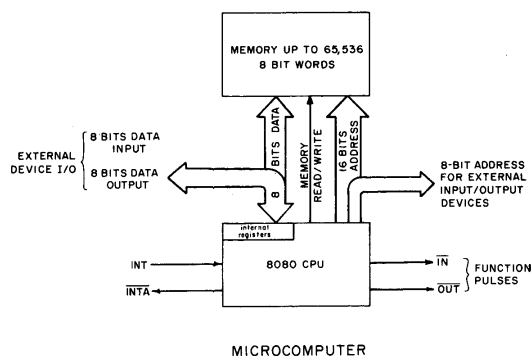 MEMORY UP TO 65,536
8 BIT WORDS
8 BITS DATA
MEMORY
READ/WRITE
16 BITS
ADDRESS
EXTERNAL
DEVICE I/O
8 BITS DATA
INPUT
8 BITS DATA
OUTPUT
8-BIT ADDRESS
FOR EXTERNAL
INPUT/OUTPUT
DEVICES
internal
registers
8080 CPU
INT
INTA
IN
OUT
FUNCTION
PULSES
MICROCOMPUTER